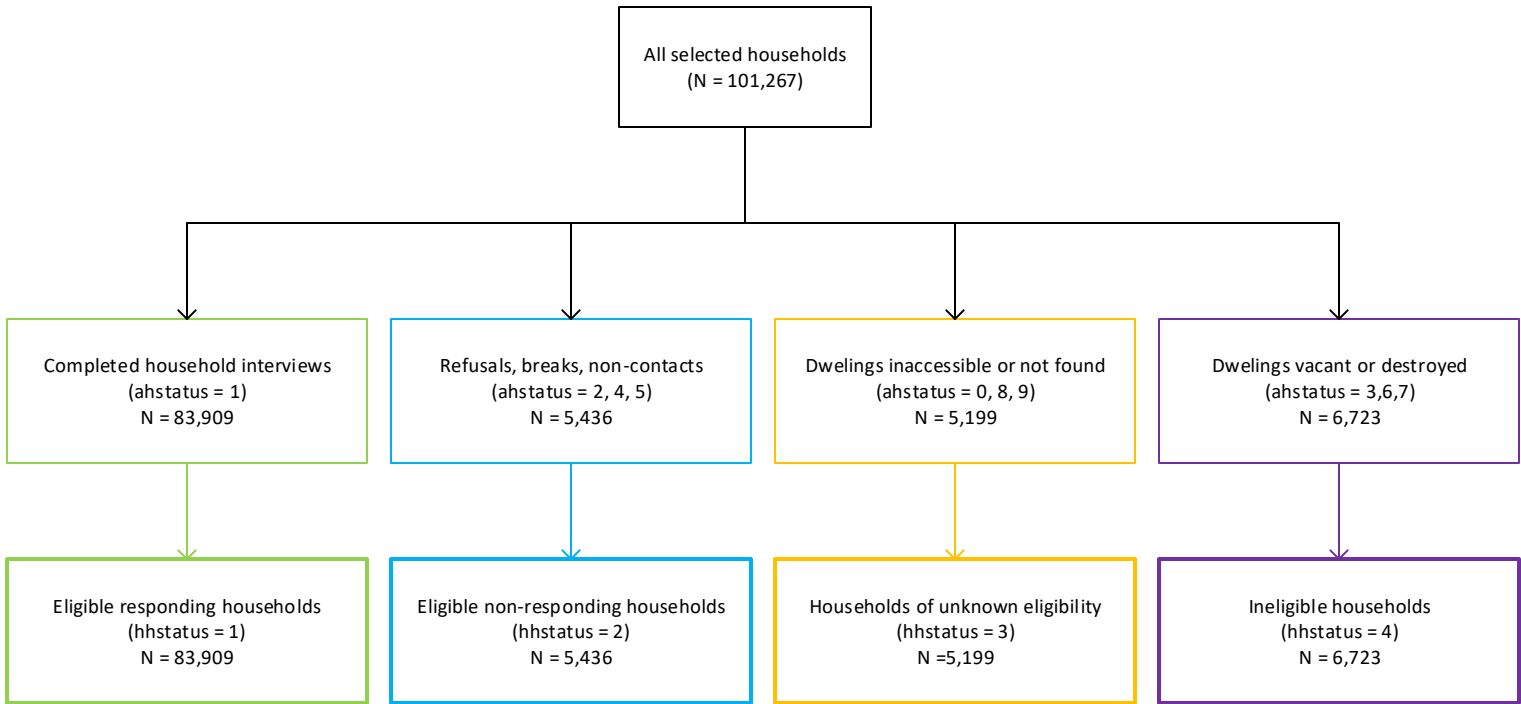 All selected households
(N = 101,267)
Completed household interviews
(ahstatus = 1)
N = 83,909
Refusals, breaks, non-contacts
(ahstatus = 2, 4, 5)
N = 5,436
Dwelings inaccessible or not found
(ahstatus = 0, 8, 9)
N = 5,199
Dwelings vacant or destroyed
(ahstatus = 3,6,7)
N = 6,723
Eligible responding households
(hhstatus = 1)
N = 83,909
Eligible non-responding households
(hhstatus = 2)
N = 5,436
Households of unknown eligibility
(hhstatus = 3)
N =5,199
Ineligible households
(hhstatus = 4)
N = 6,723